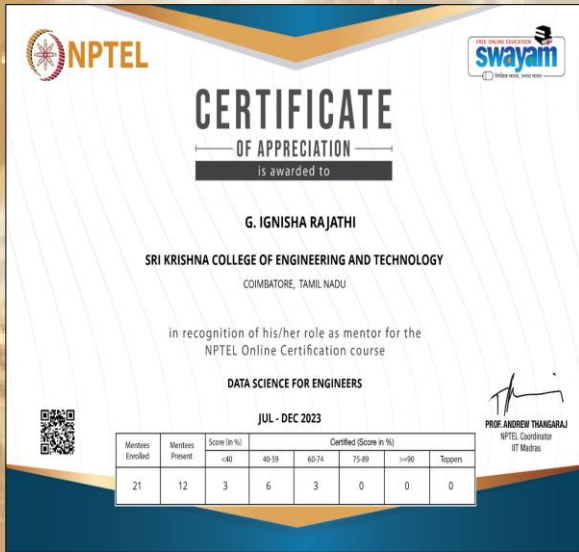 NPTEL
FREE ONLINE EDUCATION
swayam
शिक्षित भारत, उन्नत भारत
CERTIFICATE
OF APPRECIATION
is awarded to
G. IGNISHA RAJATHI
SRI KRISHNA COLLEGE OF ENGINEERING AND TECHNOLOGY
COIMBATORE, TAMIL NADU
in recognition of his/her role as mentor for the
NPTEL Online Certification course
DATA SCIENCE FOR ENGINEERS
JUL - DEC 2023
PROF. ANDREW THANGARAJ
NPTEL Coordinator
IIT Madras
Mentees Enrolled Mentees Present Score (in %) Certified (Score in %)
<40 40-59 60-74 75-89 >=90 Toppers
21 12 3 6 3 0 0 0